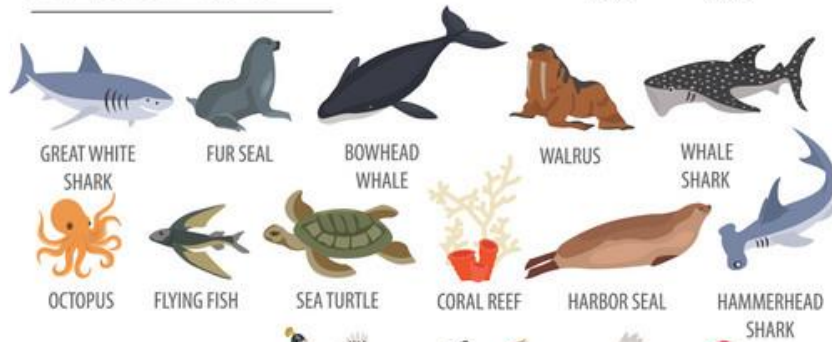 GREAT WHITE
SHARK
FUR SEAL
BOWHEAD
WHALE
WALRUS
WHALE
SHARK
OCTOPUS
FLYING FISH
SEA TURTLE
CORAL REEF
HARBOR SEAL
HAMMERHEAD
SHARK